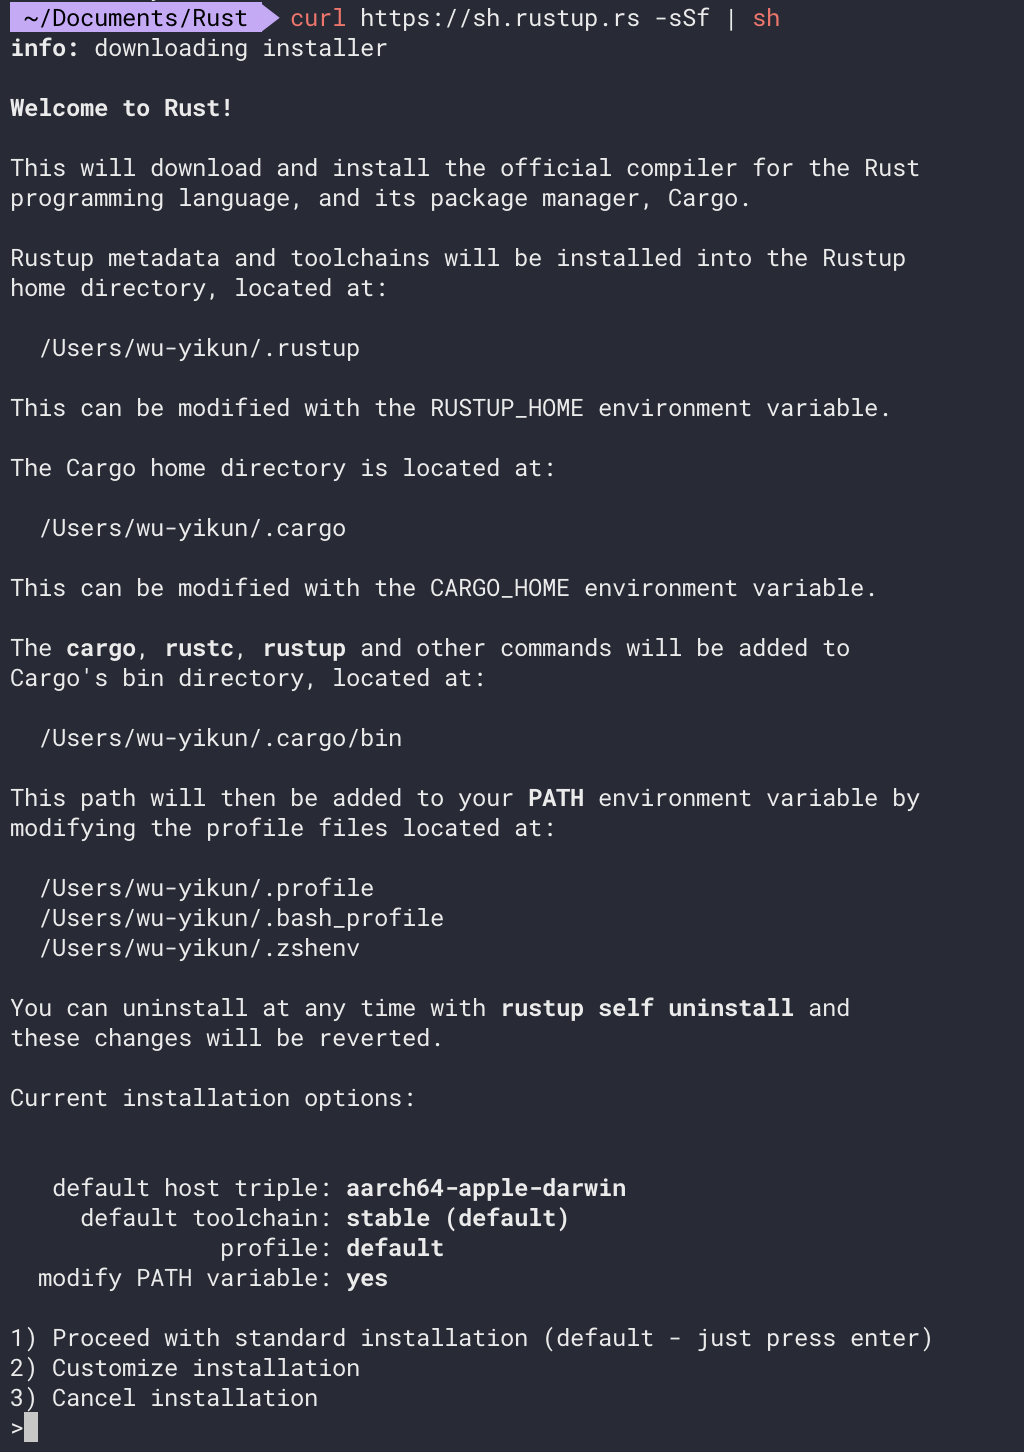 ~/Documents/Rust curl https://sh.rustup.rs -sSf | sh
info: downloading installer
Welcome to Rust!
This will download and install the official compiler for the Rust
programming language, and its package manager, Cargo.
Rustup metadata and toolchains will be installed into the Rustup
home directory, located at:
/Users/wu-yikun/.rustup
This can be modified with the RUSTUP_HOME environment variable.
The Cargo home directory is located at:
/Users/wu-yikun/.cargo
This can be modified with the CARGO_HOME environment variable.
The cargo, rustc, rustup and other commands will be added to
Cargo's bin directory, located at:
/Users/wu-yikun/.cargo/bin
This path will then be added to your PATH environment variable by
modifying the profile files located at:
/Users/wu-yikun/.profile
/Users/wu-yikun/.bash_profile
/Users/wu-yikun/.zshenv
You can uninstall at any time with rustup self uninstall and
these changes will be reverted.
Current installation options:
default host triple: aarch64-apple-darwin
default toolchain: stable (default)
profile: default
modify PATH variable: yes
1) Proceed with standard installation (default - just press enter)
2) Customize installation
3) Cancel installation
>